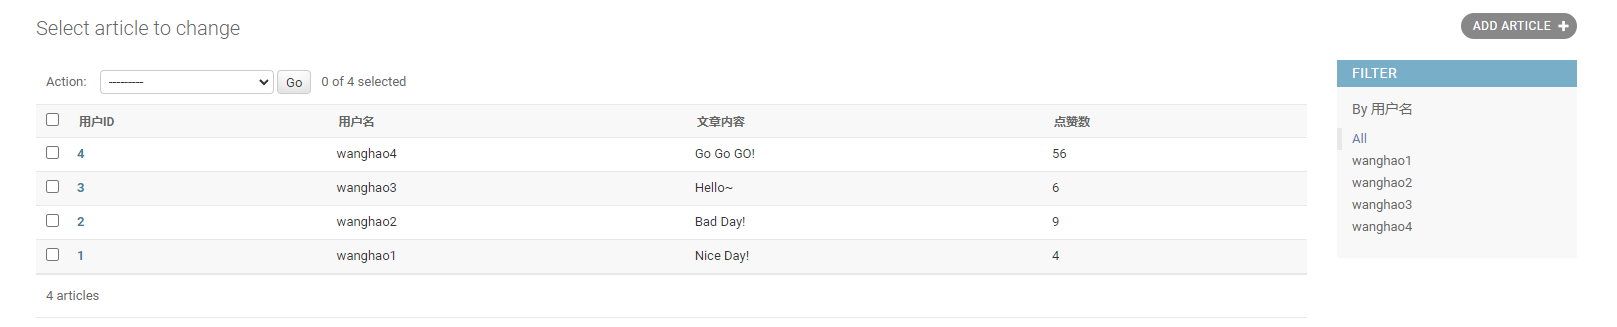 Select article to change
ADD ARTICLE +
Action: --------- Go 0 of 4 selected
用户ID 用户名 文章内容 点赞数
4 wanghao4 Go Go GO! 56
3 wanghao3 Hello~ 6
2 wanghao2 Bad Day! 9
1 wanghao1 Nice Day! 4
4 articles
FILTER
By 用户名
All
wanghao1
wanghao2
wanghao3
wanghao4